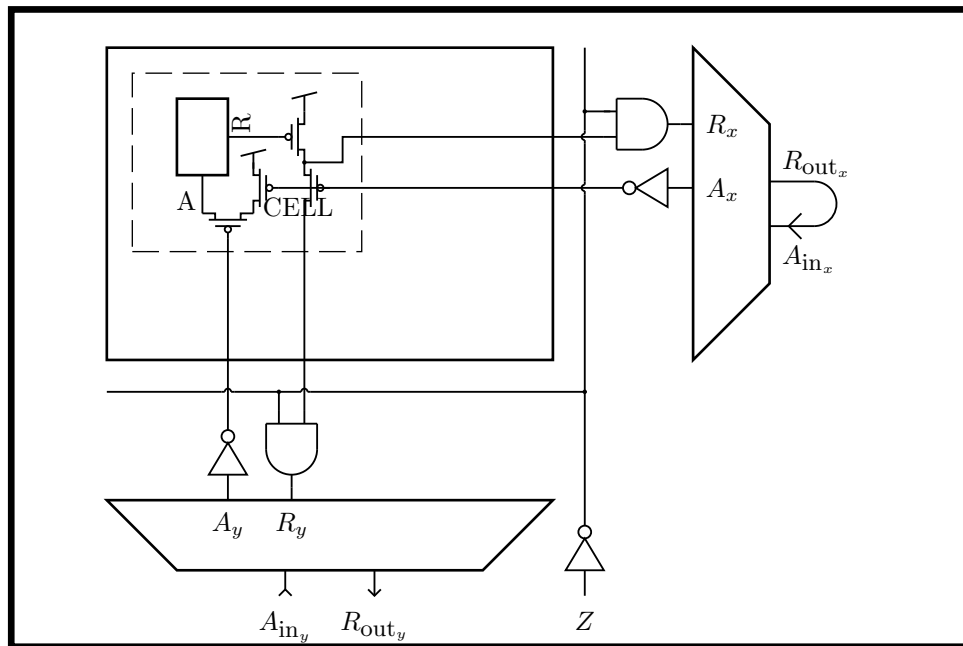 R
A
CELL
R_x
A_x
R_{out_x}
A_{in_x}
A_y
R_y
A_{in_y}
R_{out_y}
Z